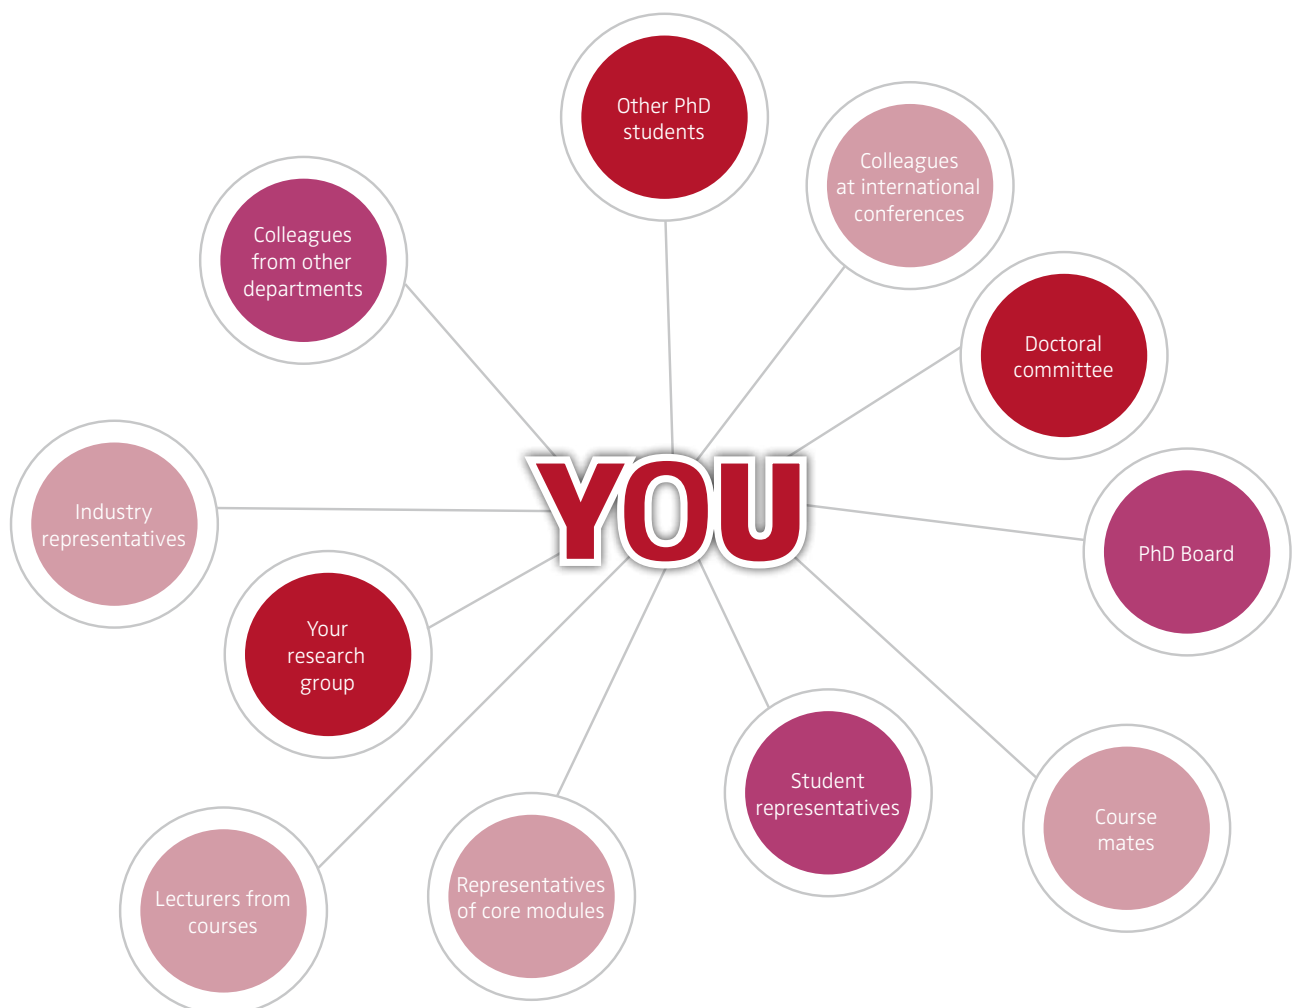 Other PhD
students
Colleagues
at international
conferences
Colleagues
from other
departments
Doctoral
committee
YOU
Industry
representatives
PhD Board
Your
research
group
Student
representatives
Course
mates
Representatives
of core modules
Lecturers from
courses